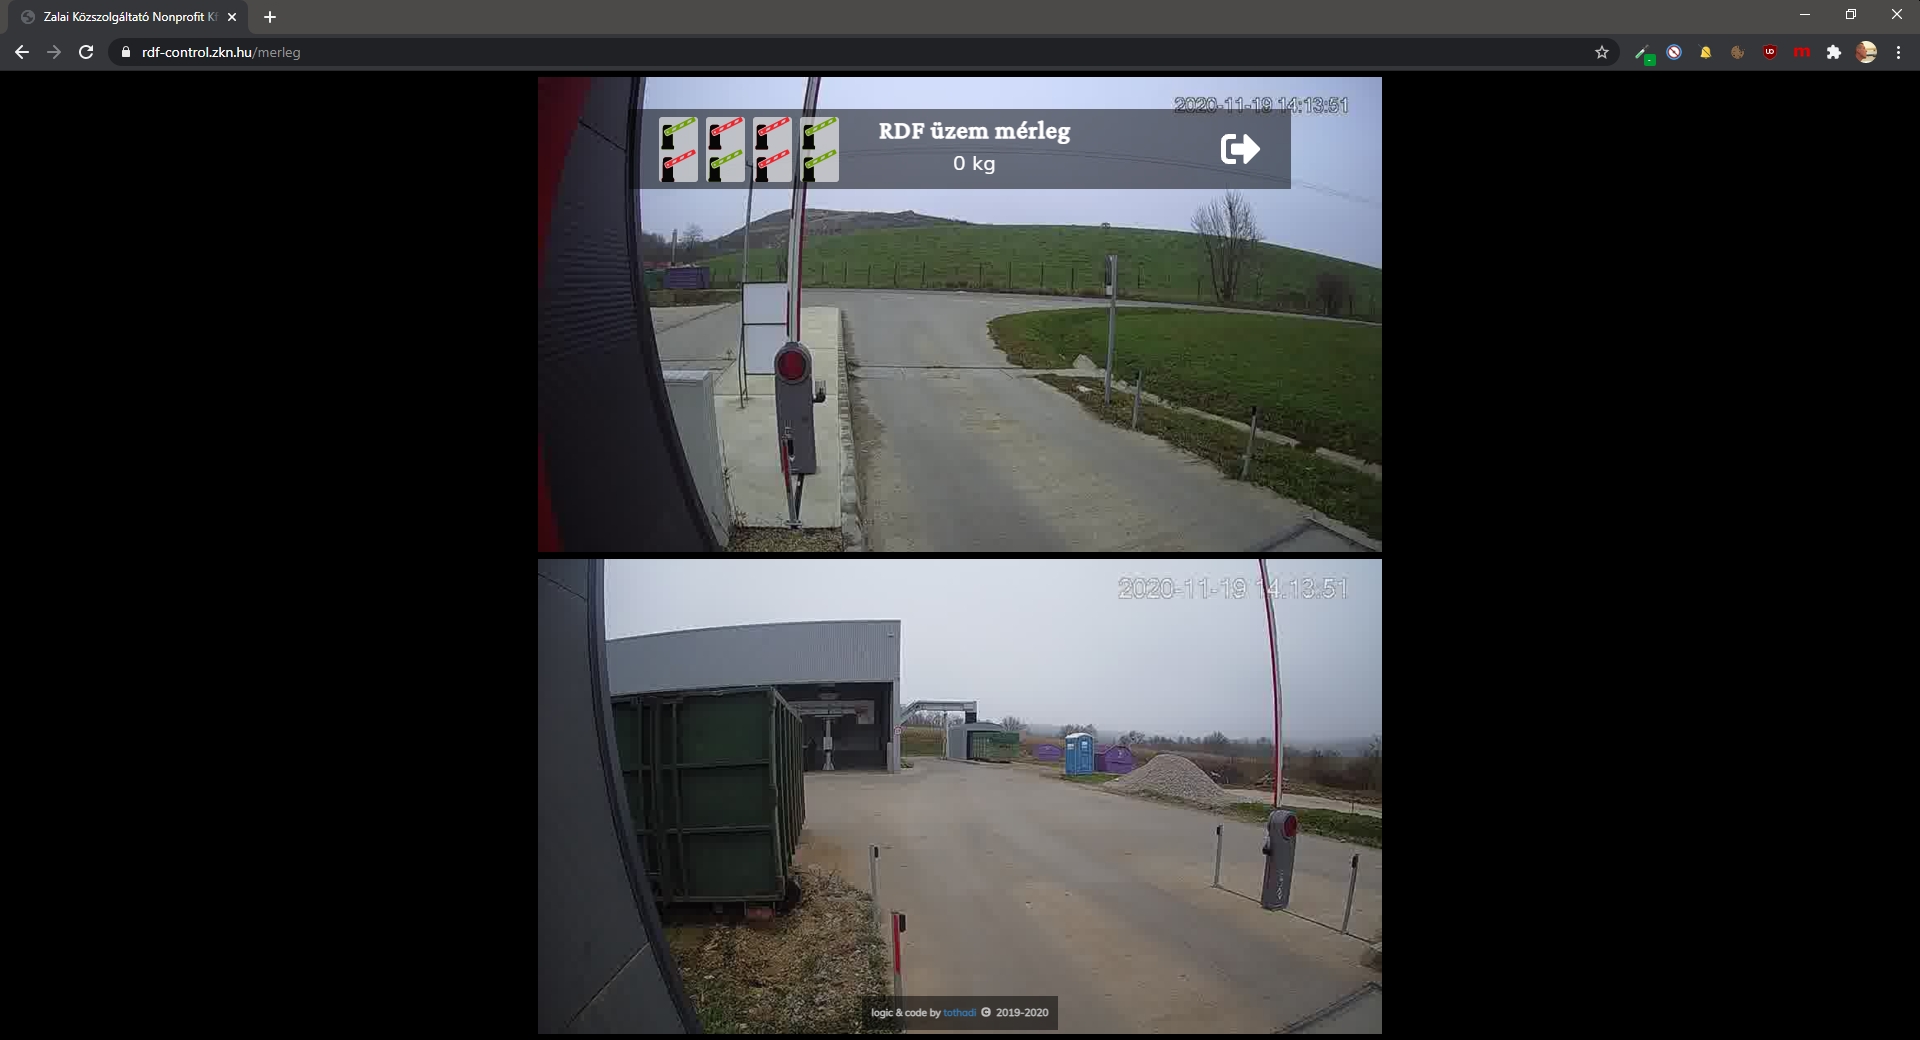 Zalai Közszolgáltató Nonprofit Kf
rdf-control.zkn.hu/merleg
2020-11-19 14:13:51
RDF üzem mérleg
0 kg
2020-11-19 14:13:51
logic & code by tothadi © 2019-2020